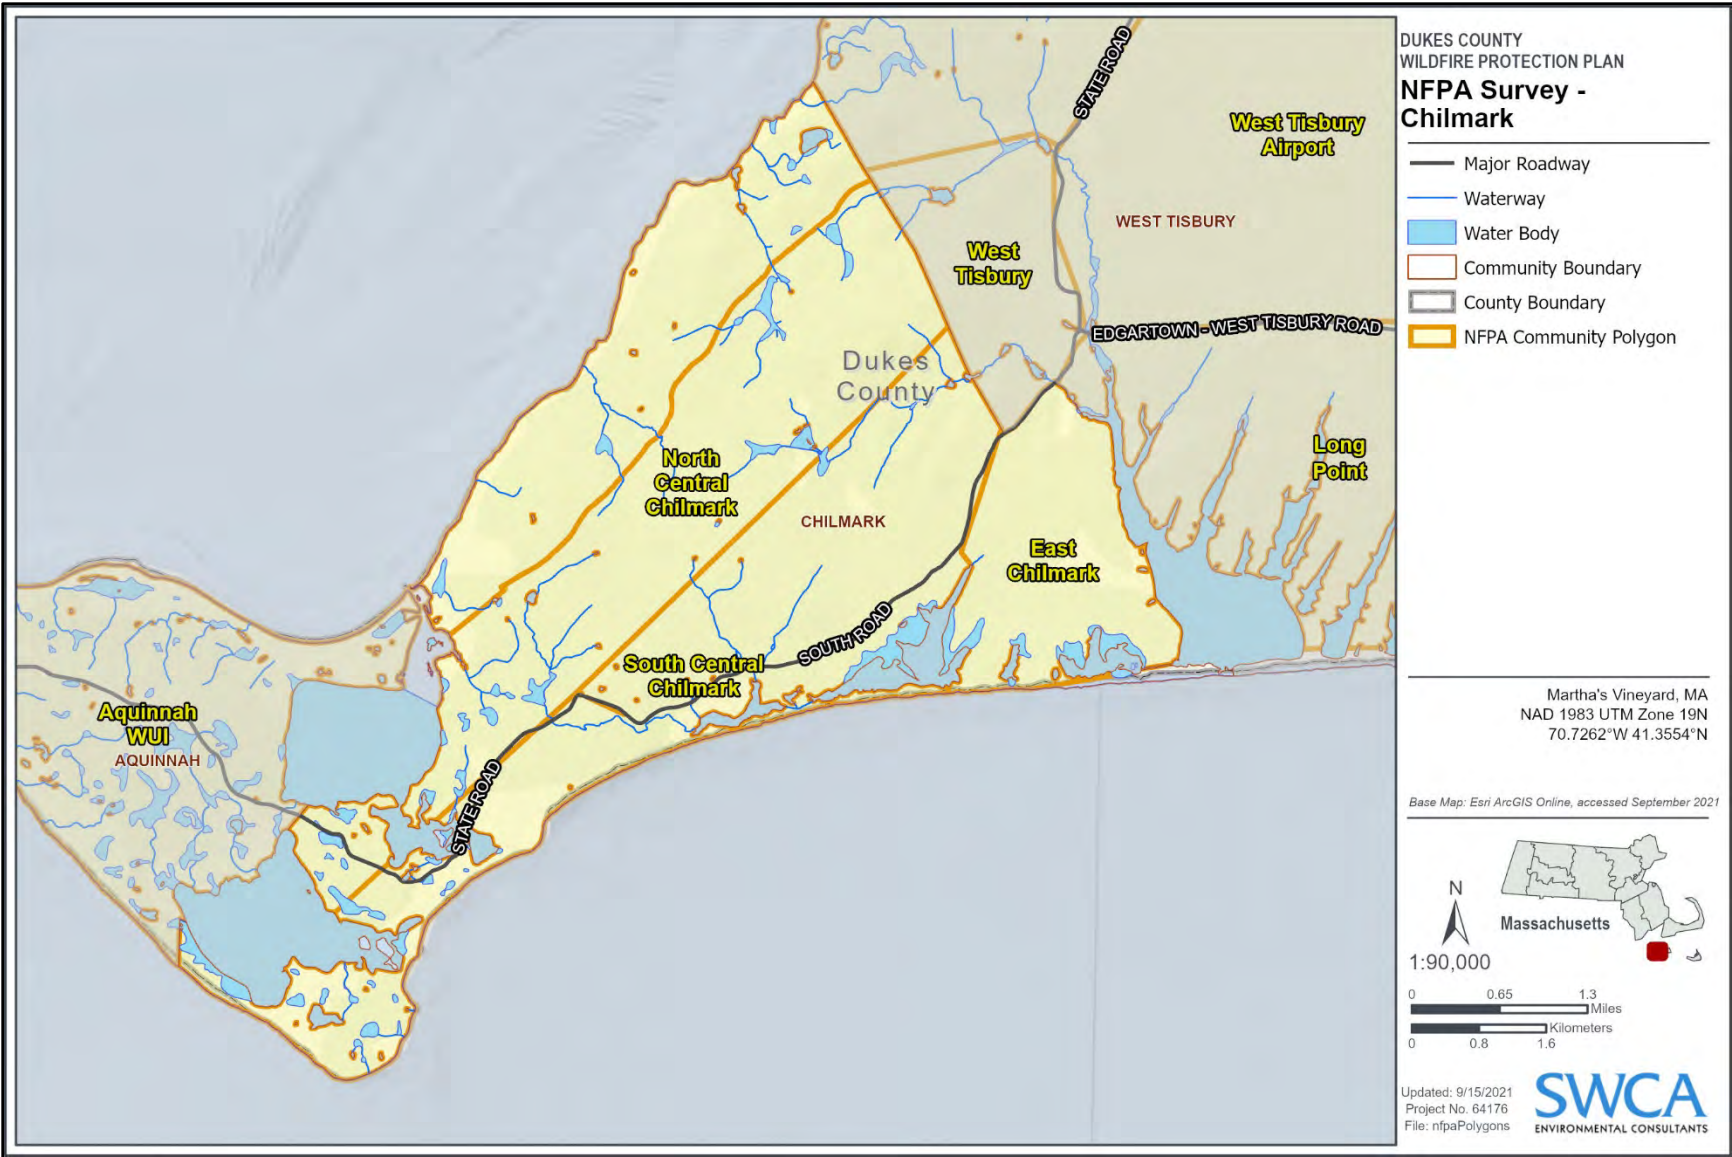 DUKES COUNTY
WILDFIRE PROTECTION PLAN
NFPA Survey -
Chilmark
Major Roadway
Waterway
Water Body
Community Boundary
County Boundary
NFPA Community Polygon
STATE ROAD
West Tisbury
Airport
WEST TISBURY
West
Tisbury
EDGARTOWN - WEST TISBURY ROAD
Dukes
County
Long
Point
North
Central
Chilmark
CHILMARK
East
Chilmark
SOUTH ROAD
South Central
Chilmark
Aquinnah
WUI
AQUINNAH
STATE ROAD
Martha's Vineyard, MA
NAD 1983 UTM Zone 19N
70.7262°W 41.3554°N
Base Map: Esri ArcGIS Online, accessed September 2021
Massachusetts
N
1:90,000
0 0.65 1.3
Miles
Kilometers
0 0.8 1.6
Updated: 9/15/2021
Project No. 64176
File: nfpaPolygons
SWCA
ENVIRONMENTAL CONSULTANTS